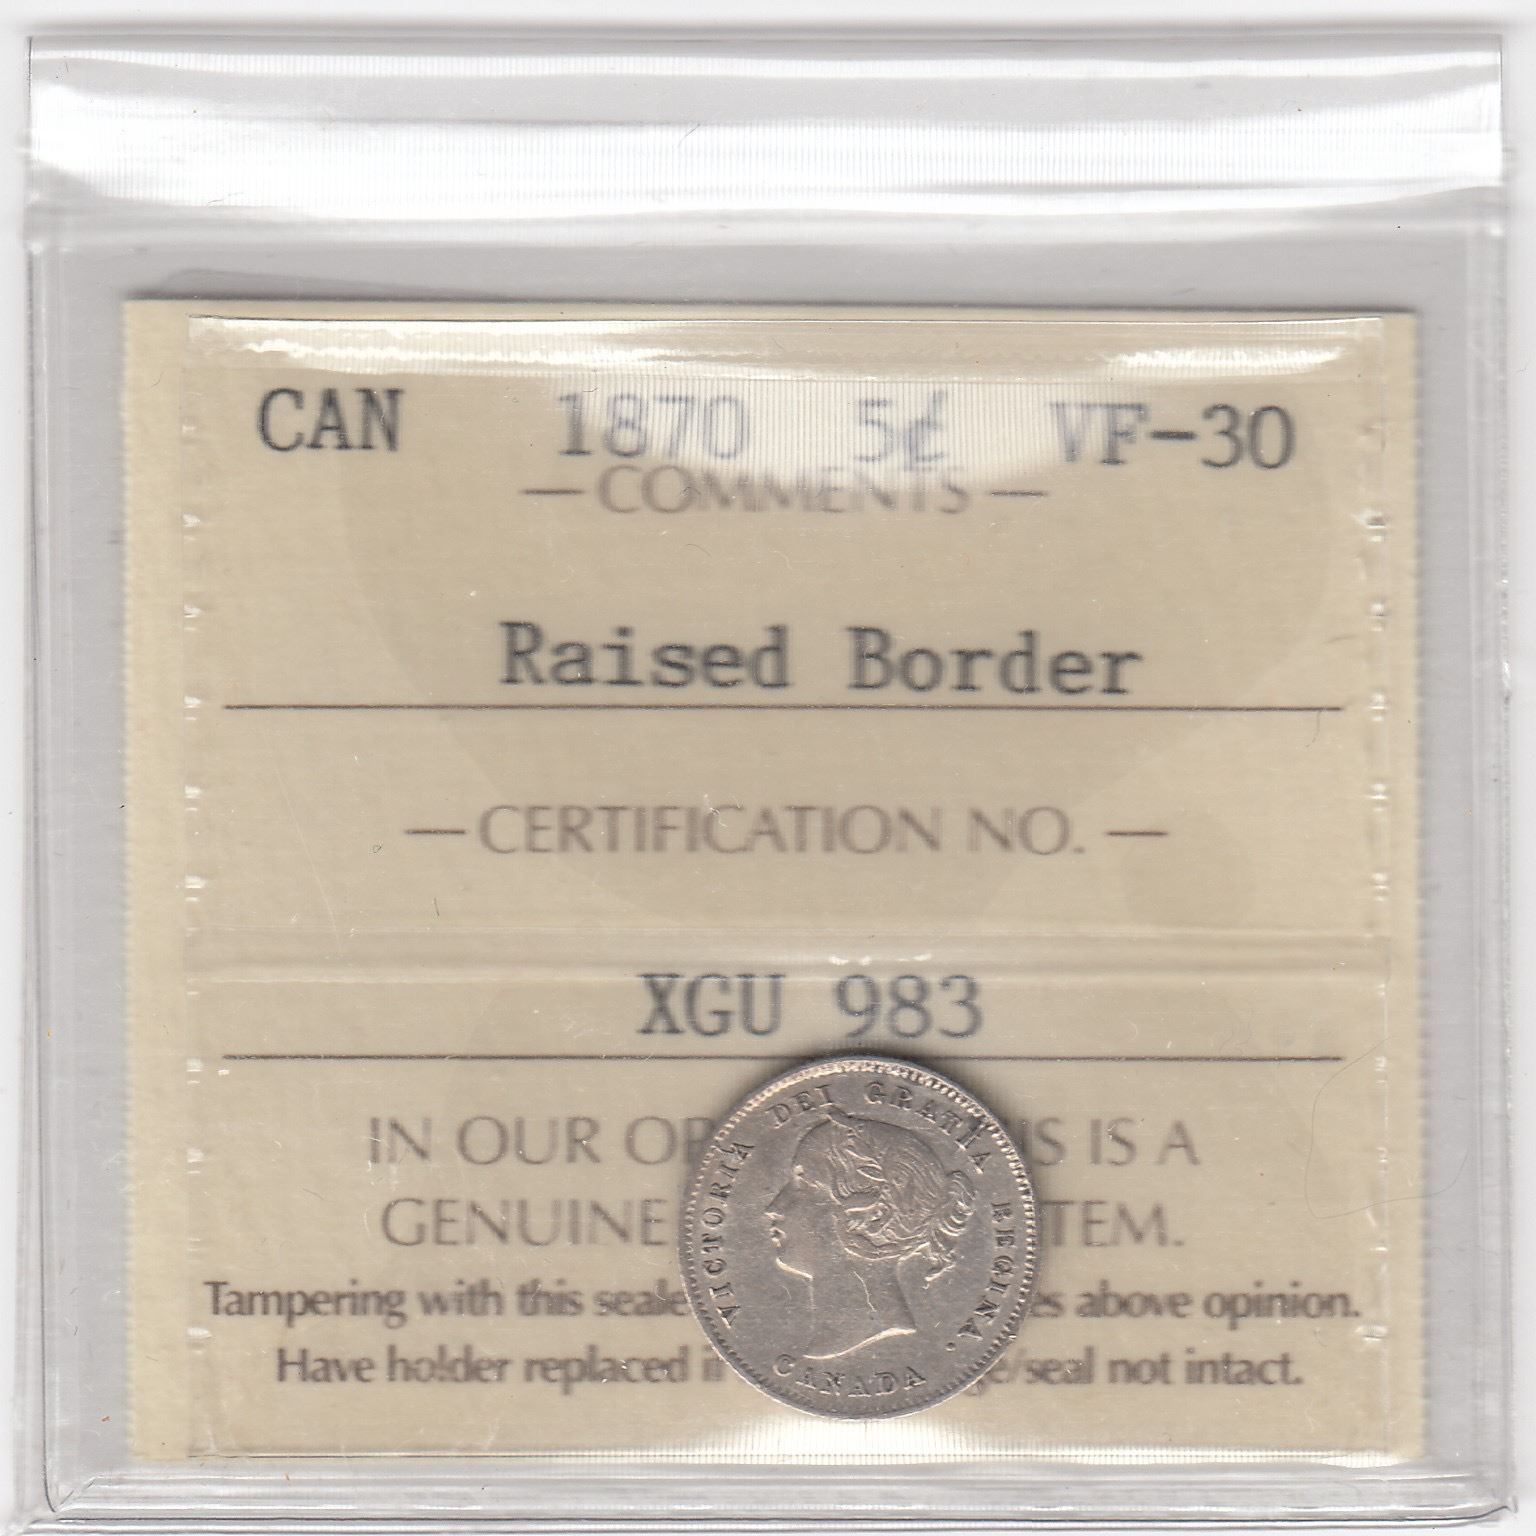 CAN 1870 5¢ VF-30
— COMMENTS —
Raised Border
— CERTIFICATION NO. —
XGU 983
IN OUR OP IS IS A
GENUINE TEM.
Tampering with this seale es above opinion.
Have holder replaced if ge/seal not intact.
VICTORIA DEI GRATIA REGINA.
CANADA